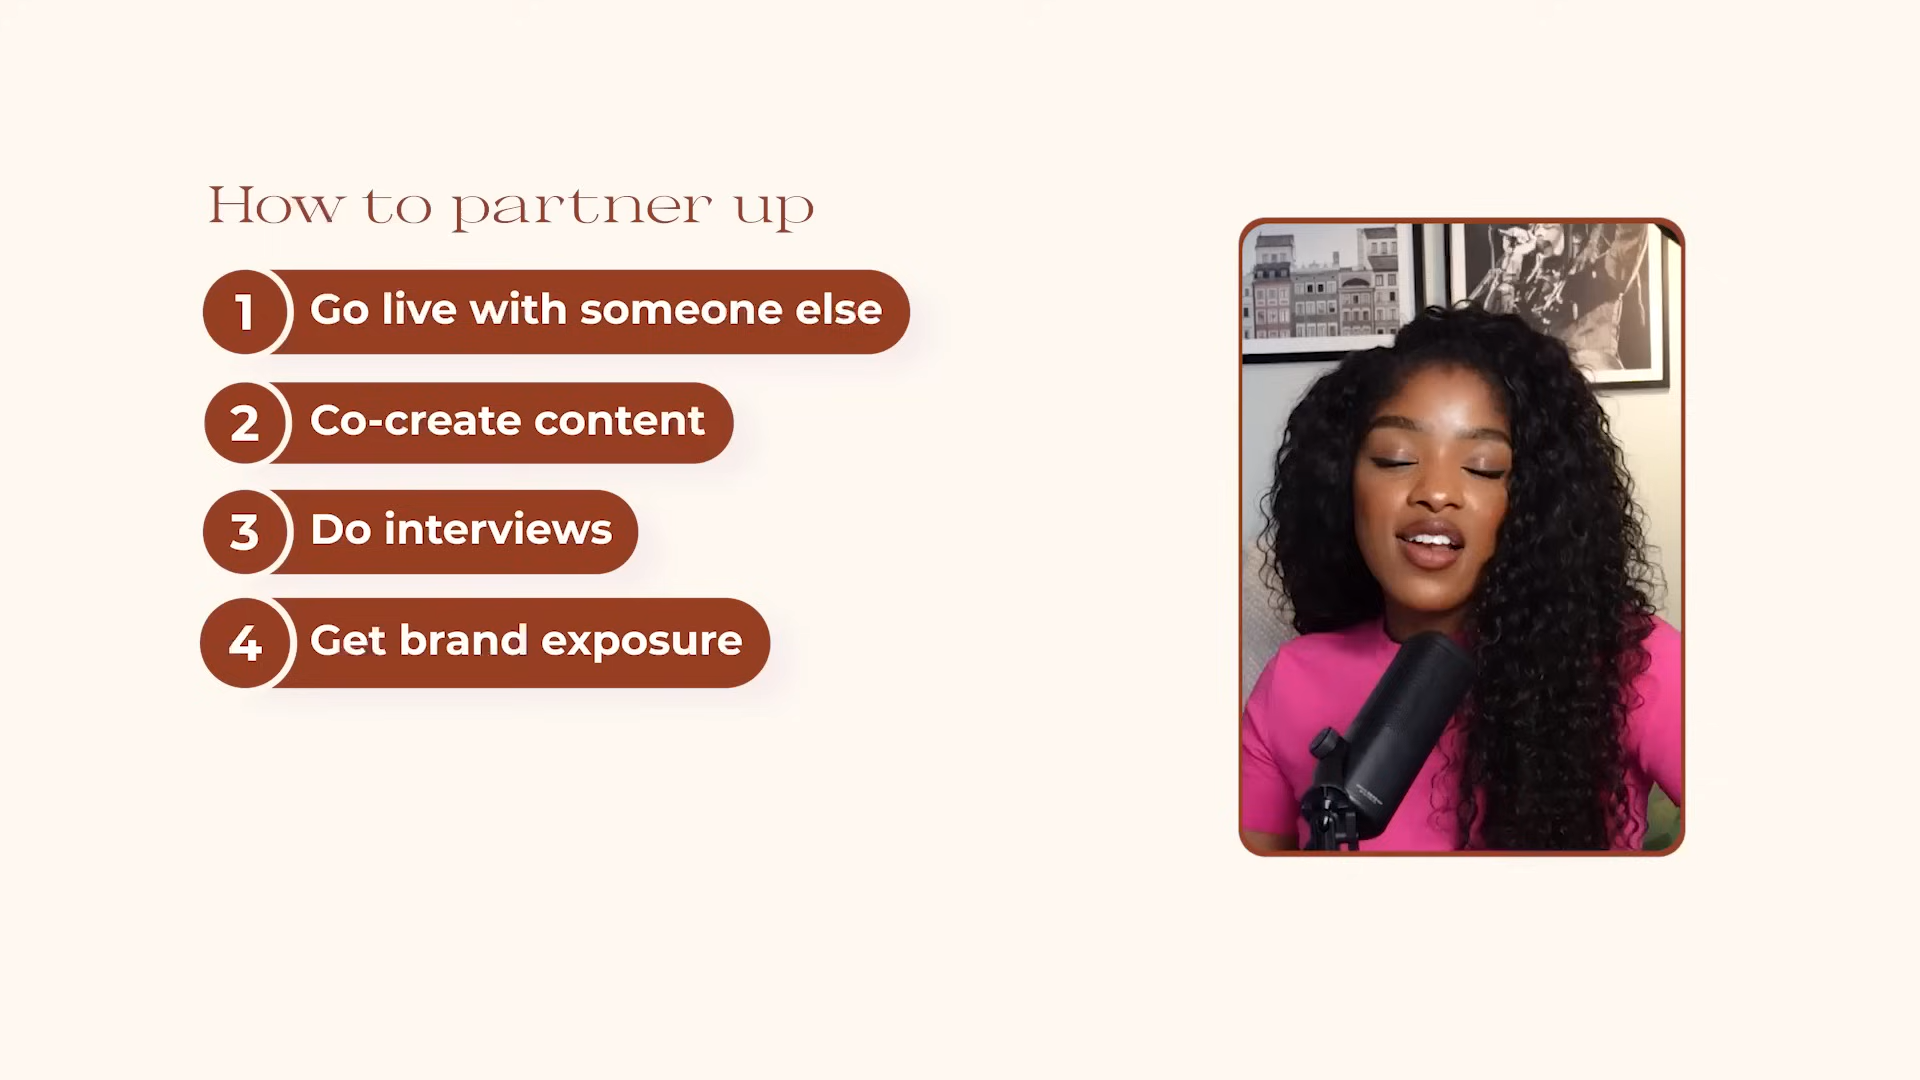 How to partner up
1 Go live with someone else
2 Co-create content
3 Do interviews
4 Get brand exposure